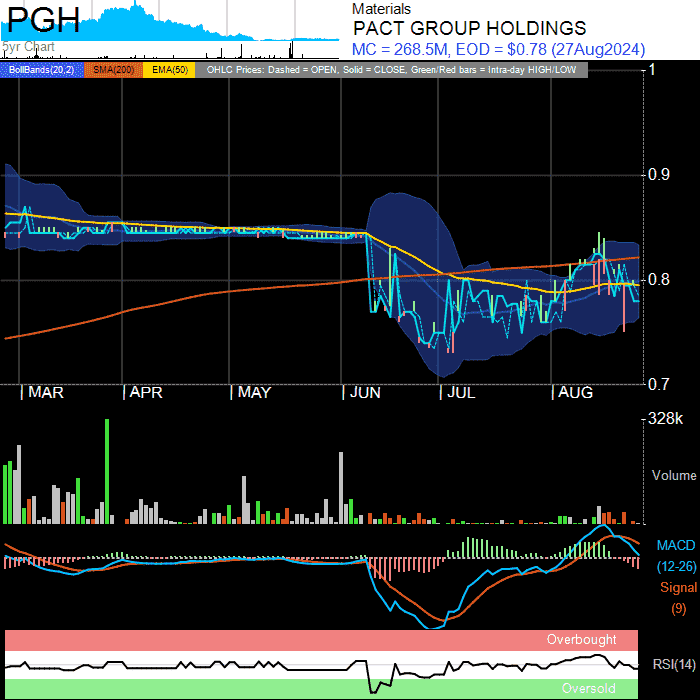 PGH
5yr Chart
Materials
PACT GROUP HOLDINGS
MC = 268.5M, EOD = $0.78 (27Aug2024)
BollBands(20,2) SMA(200) EMA(50) OHLC Prices: Dashed = OPEN, Solid = CLOSE, Green/Red bars = Intra-day HIGH/LOW
1
0.9
0.8
0.7
MAR APR MAY JUN JUL AUG
328k
Volume
MACD
(12-26)
Signal
(9)
Overbought
RSI(14)
Oversold